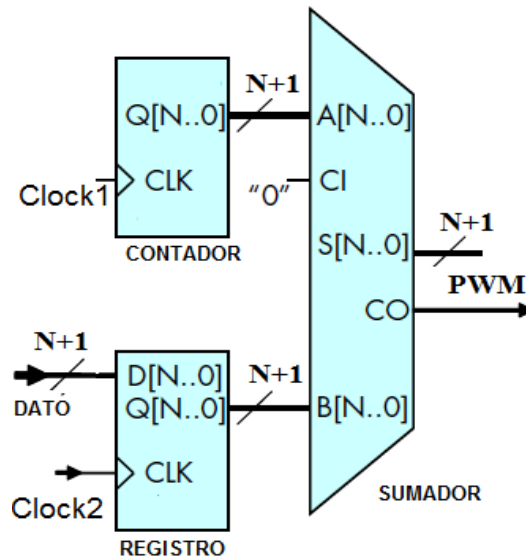 N+1
Q[N..0]
A[N..0]
Clock1
CLK
"0"
CI
CONTADOR
S[N..0]
N+1
PWM
CO
N+1
D[N..0]
N+1
DATÓ
Q[N..0]
B[N..0]
CLK
Clock2
SUMADOR
REGISTRO